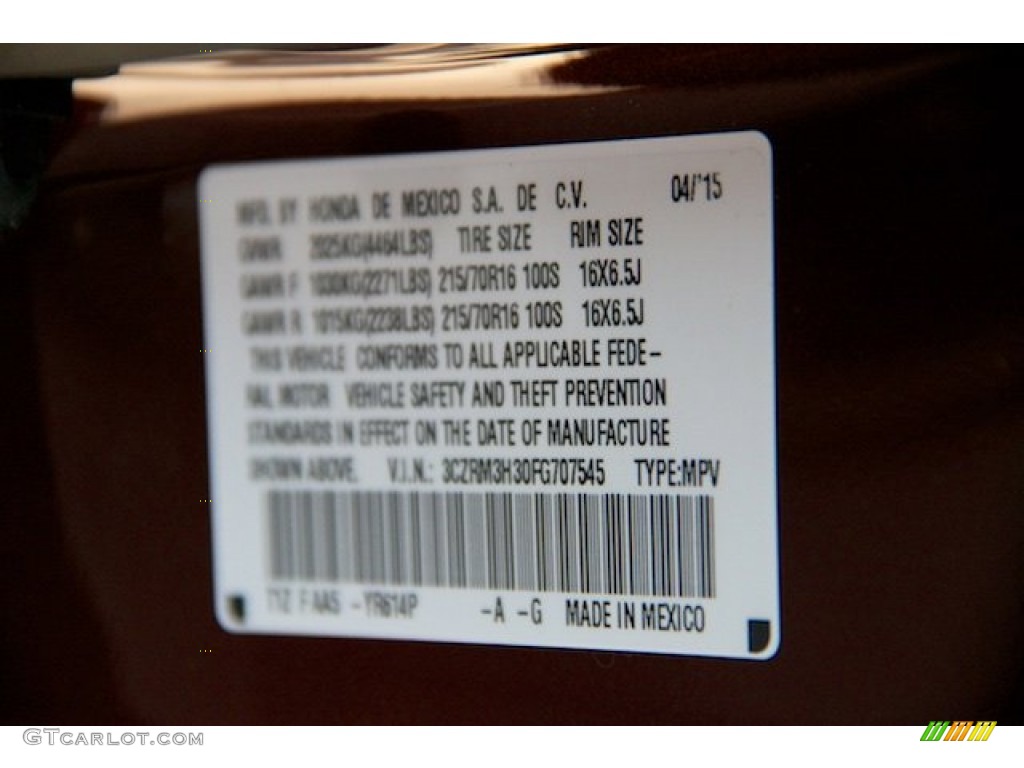 MFD. BY HONDA DE MEXICO S.A. DE C.V. 04/'15
GVWR 2025KG(4464LBS) TIRE SIZE RIM SIZE
GAWR F 1030KG(2271LBS) 215/70R16 100S 16X6.5J
GAWR R 1015KG(2238LBS) 215/70R16 100S 16X6.5J
THIS VEHICLE CONFORMS TO ALL APPLICABLE FEDE-
RAL MOTOR VEHICLE SAFETY AND THEFT PREVENTION
STANDARDS IN EFFECT ON THE DATE OF MANUFACTURE
SHOWN ABOVE. V.I.N.: 3CZRM3H30FG707545 TYPE:MPV
T1Z F AA5 -YR614P -A -G MADE IN MEXICO
GTCARLOT.COM